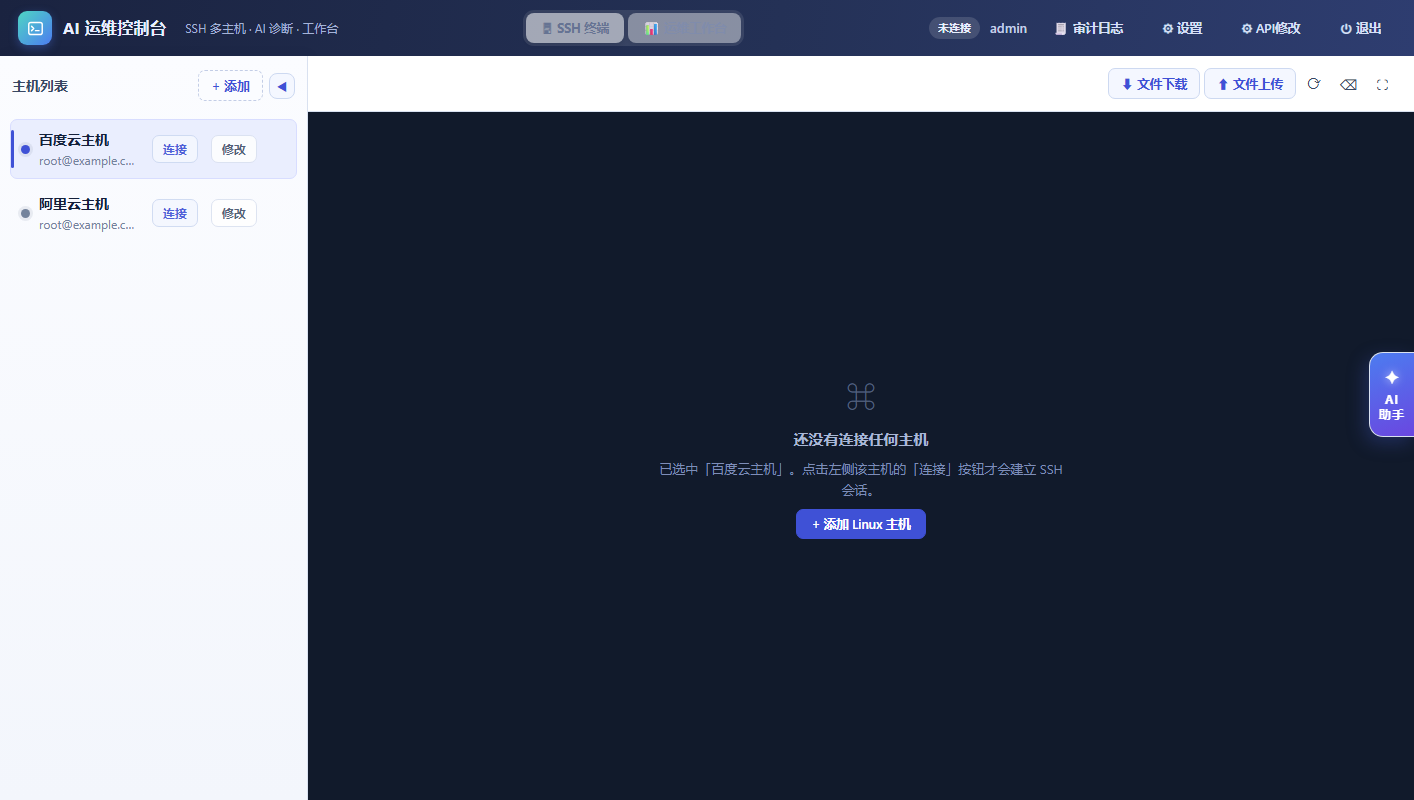 AI 运维控制台
SSH 多主机 · AI 诊断 · 工作台
SSH 终端
未连接
admin
审计日志
设置
API修改
退出
主机列表
+ 添加
文件下载
文件上传
百度云主机
root@example.c...
连接
修改
阿里云主机
root@example.c...
连接
修改
AI
助手
还没有连接任何主机
已选中「百度云主机」。点击左侧该主机的「连接」按钮才会建立 SSH
会话。
+ 添加 Linux 主机